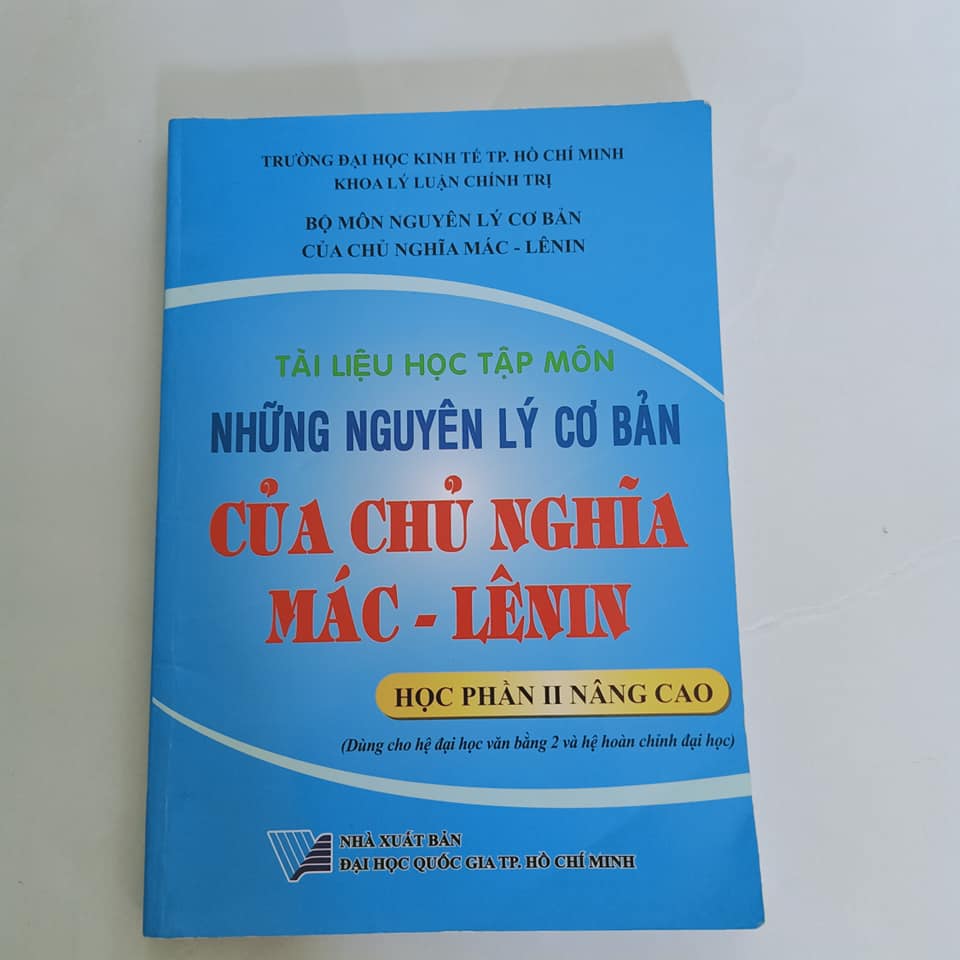 TRƯỜNG ĐẠI HỌC KINH TẾ TP. HỒ CHÍ MINH
KHOA LÝ LUẬN CHÍNH TRỊ
BỘ MÔN NGUYÊN LÝ CƠ BẢN
CỦA CHỦ NGHĨA MÁC - LÊNIN
TÀI LIỆU HỌC TẬP MÔN
NHỮNG NGUYÊN LÝ CƠ BẢN
CỦA CHỦ NGHĨA
MÁC - LÊNIN
HỌC PHẦN II NÂNG CAO
(Dùng cho hệ đại học văn bằng 2 và hệ hoàn chỉnh đại học)
NHÀ XUẤT BẢN
ĐẠI HỌC QUỐC GIA TP. HỒ CHÍ MINH